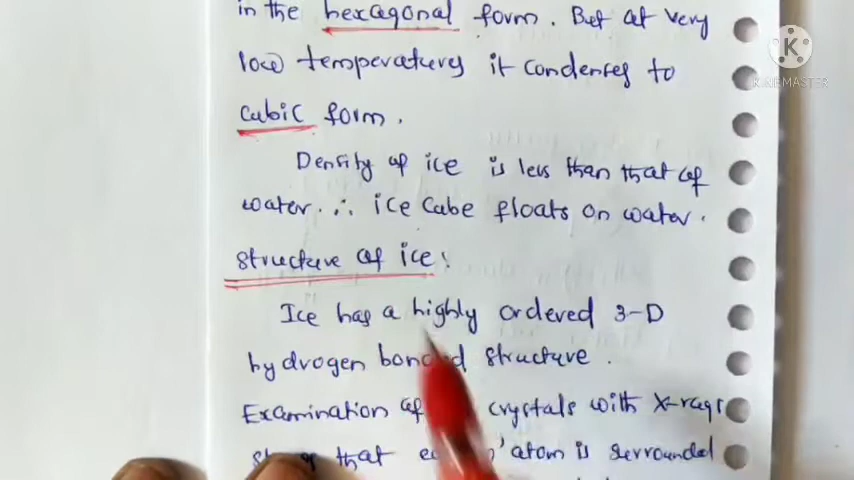 in the hexagonal form. But at very
low temperatures it condenses to
cubic form.
Density of ice is less than that of
water. ∴ ice cube floats on water.
Structure of ice:
Ice has a highly ordered 3-D
hydrogen bonded structure.
Examination of crystals with X-rays
that 'atom is surrounded
K
KINEMASTER